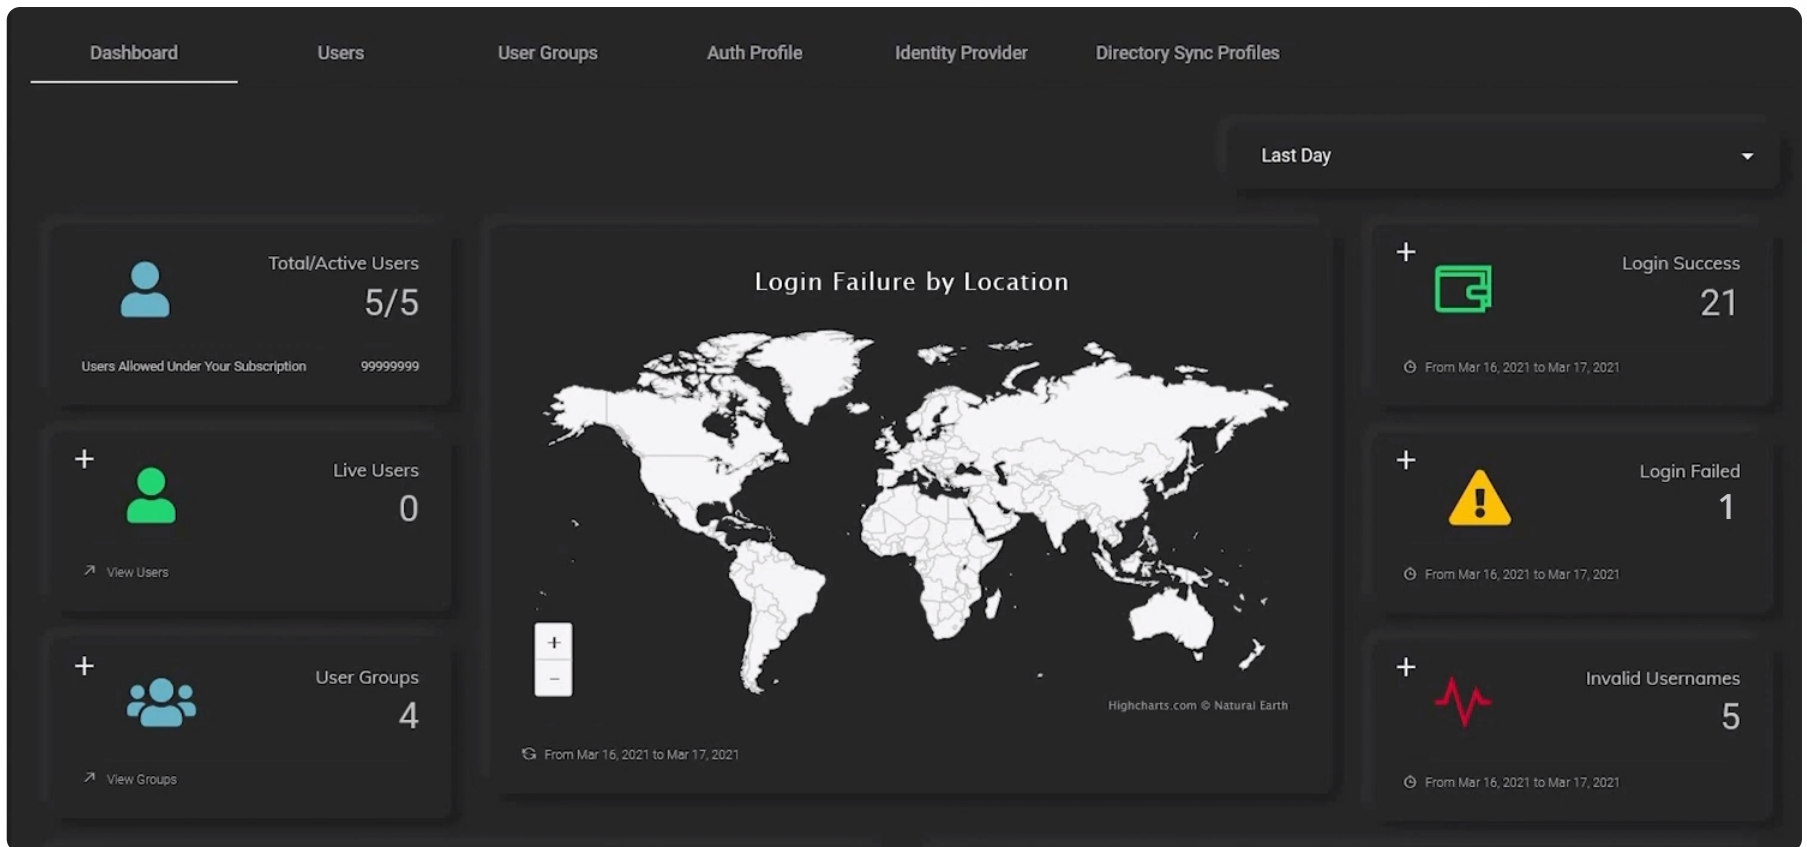 Dashboard
Users
User Groups
Auth Profile
Identity Provider
Directory Sync Profiles
Last Day
Total/Active Users
5/5
Users Allowed Under Your Subscription 99999999
Live Users
0
View Users
User Groups
4
View Groups
Login Failure by Location
+
−
Highcharts.com © Natural Earth
From Mar 16, 2021 to Mar 17, 2021
Login Success
21
From Mar 16, 2021 to Mar 17, 2021
Login Failed
1
From Mar 16, 2021 to Mar 17, 2021
Invalid Usernames
5
From Mar 16, 2021 to Mar 17, 2021